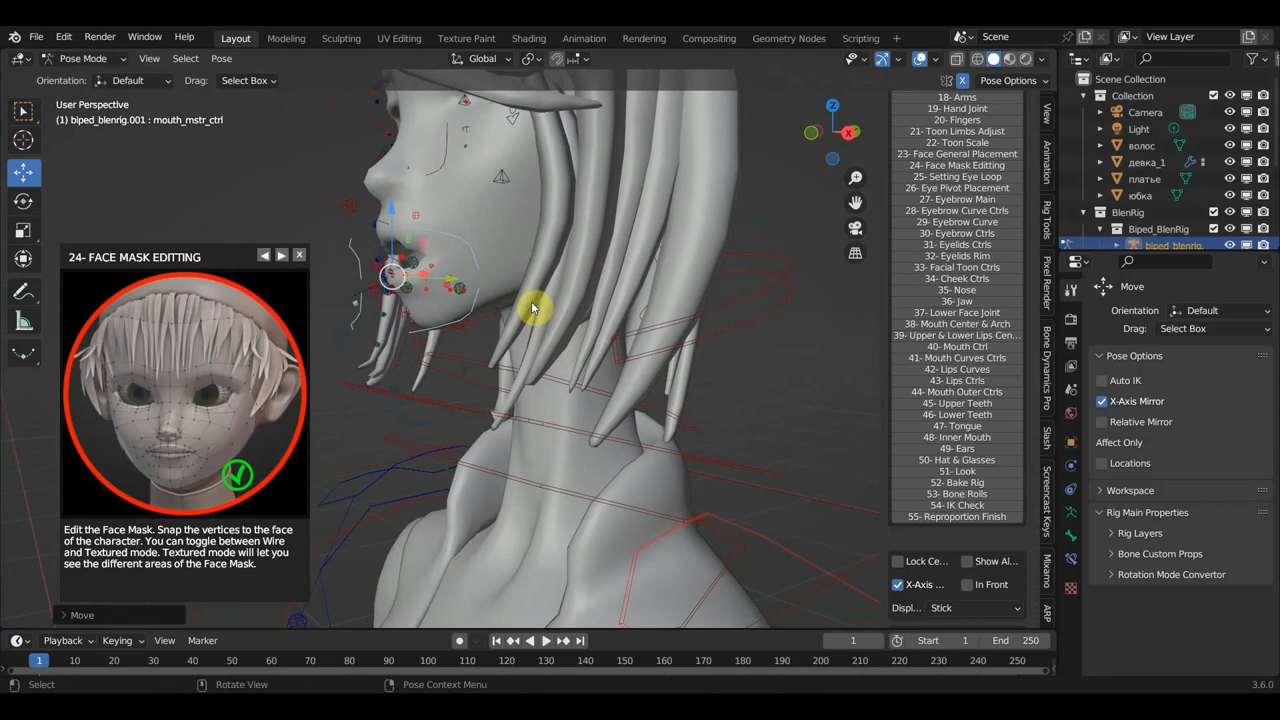 File Edit Render Window Help
Layout Modeling Sculpting UV Editing Texture Paint Shading Animation Rendering Compositing Geometry Nodes Scripting +
Scene
View Layer
Pose Mode View Select Pose
Global
Orientation: Default Drag: Select Box
X Pose Options
User Perspective
(1) biped_blenrig.001 : mouth_mstr_ctrl
Z
X
24- FACE MASK EDITTING
Edit the Face Mask. Snap the vertices to the face
of the character. You can toggle between Wire
and Textured mode. Textured mode will let you
see the different areas of the Face Mask.
Move
18- Arms
19- Hand Joint
20- Fingers
21- Toon Limbs Adjust
22- Toon Scale
23- Face General Placement
24- Face Mask Editting
25- Setting Eye Loop
26- Eye Pivot Placement
27- Eyebrow Main
28- Eyebrow Curve Ctrls
29- Eyebrow Curve
30- Eyebrow Ctrls
31- Eyelids Ctrls
32- Eyelids Rim
33- Facial Toon Ctrls
34- Cheek Ctrls
35- Nose
36- Jaw
37- Lower Face Joint
38- Mouth Center & Arch
39- Upper & Lower Lips Cen...
40- Mouth Ctrl
41- Mouth Curves Ctrls
42- Lips Curves
43- Lips Ctrls
44- Mouth Outer Ctrls
45- Upper Teeth
46- Lower Teeth
47- Tongue
48- Inner Mouth
49- Ears
50- Hat & Glasses
51- Look
52- Bake Rig
53- Bone Rolls
54- IK Check
55- Reproportion Finish
Lock Ce... Show Al...
X-Axis ... In Front
Displ... Stick
View
Animation
Rig Tools
Pixel Render
Bone Dynamics Pro
Slash
Screencast Keys
Mixamo
ARP
Scene Collection
Collection
Camera
Light
волос
девка_1
платье
юбка
BlenRig
Biped_BlenRig
biped_blenrig.
Move
Orientation: Default
Drag: Select Box
Pose Options
Auto IK
X-Axis Mirror
Relative Mirror
Affect Only
Locations
Workspace
Rig Main Properties
Rig Layers
Bone Custom Props
Rotation Mode Convertor
Playback Keying View Marker
1 Start 1 End 250
1 10 20 30 40 50 60 70 80 90 100 110 120 130 140 150 160 170 180 190 200 210 220 230 240 250
Select Rotate View Pose Context Menu 3.6.0